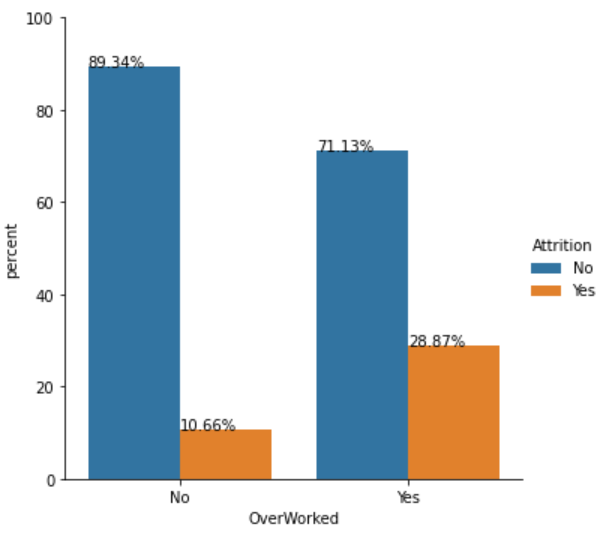 100
80
60
40
20
0
percent
89.34%
10.66%
71.13%
28.87%
No
Yes
OverWorked
Attrition
No
Yes